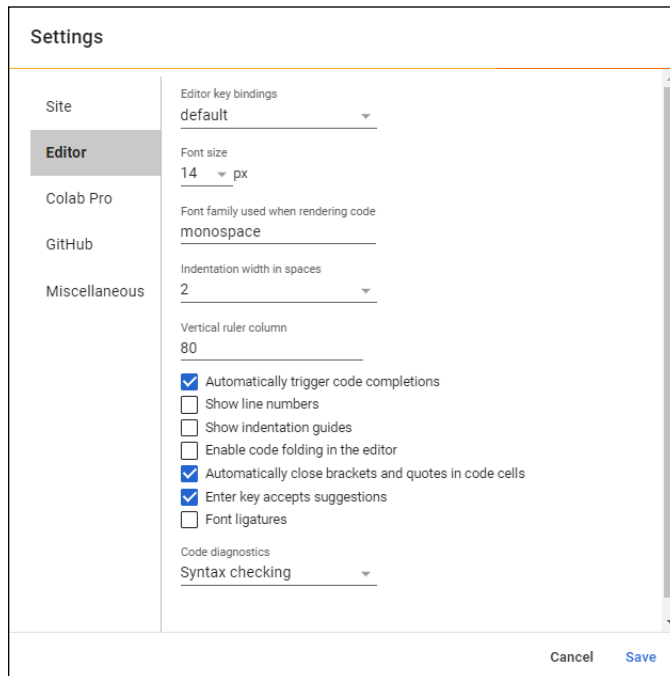 Settings
Site
Editor
Colab Pro
GitHub
Miscellaneous
Editor key bindings
default
Font size
14 px
Font family used when rendering code
monospace
Indentation width in spaces
2
Vertical ruler column
80
Automatically trigger code completions
Show line numbers
Show indentation guides
Enable code folding in the editor
Automatically close brackets and quotes in code cells
Enter key accepts suggestions
Font ligatures
Code diagnostics
Syntax checking
Cancel Save